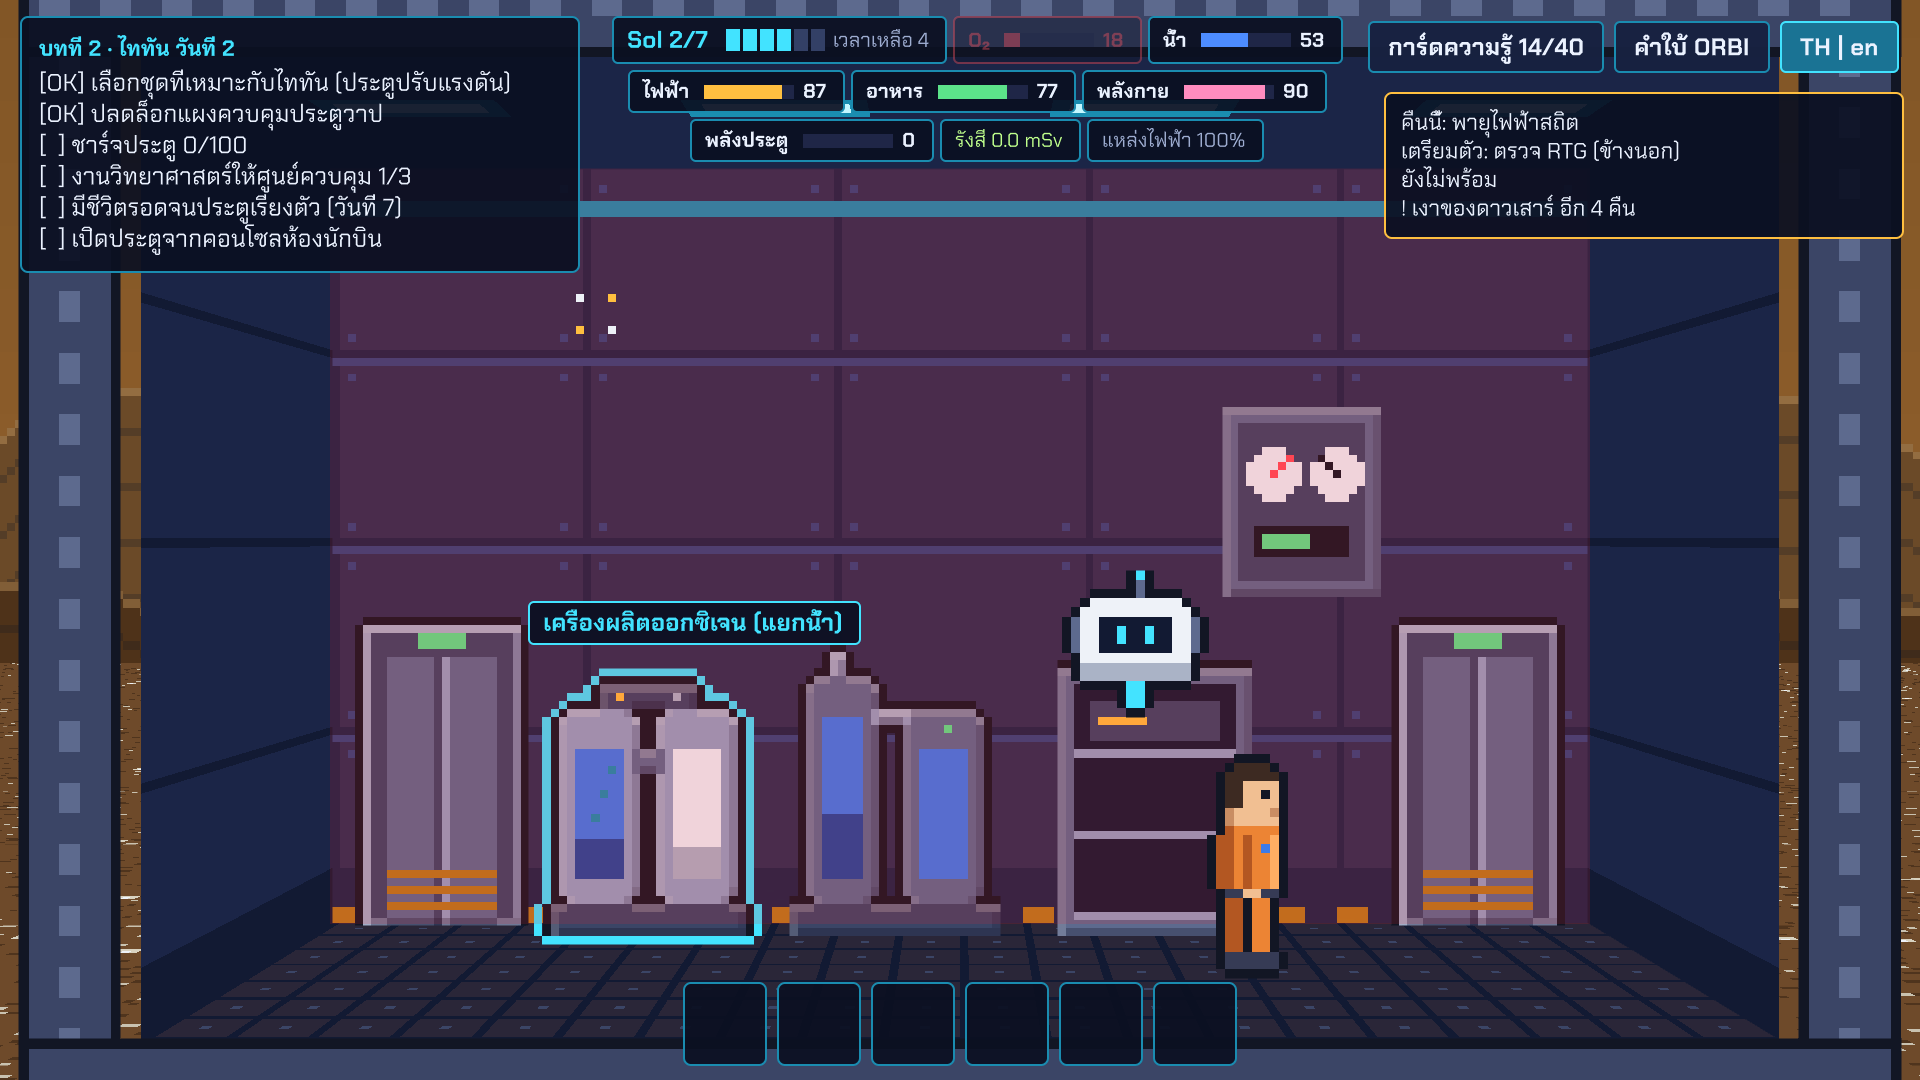 บทที่ 2 · ไททัน วันที่ 2
[OK] เลือกชุดที่เหมาะกับไททัน (ประตูปรับแรงดัน)
[OK] ปลดล็อกแผงควบคุมประตูวาป
[ ] ชาร์จประตู 0/100
[ ] งานวิทยาศาสตร์ให้ศูนย์ควบคุม 1/3
[ ] มีชีวิตรอดจนประตูเรียงตัว (วันที่ 7)
[ ] เปิดประตูจากคอนโซลห้องนักบิน
Sol 2/7 เวลาเหลือ 4
O₂ 18
น้ำ 53
ไฟฟ้า 87
อาหาร 77
พลังกาย 90
พลังประตู 0
รังสี 0.0 mSv
แหล่งไฟฟ้า 100%
การ์ดความรู้ 14/40
คำใบ้ ORBI
TH | en
คืนนี้: พายุไฟฟ้าสถิต
เตรียมตัว: ตรวจ RTG (ข้างนอก)
ยังไม่พร้อม
! เงาของดาวเสาร์ อีก 4 คืน
เครื่องผลิตออกซิเจน (แยกน้ำ)